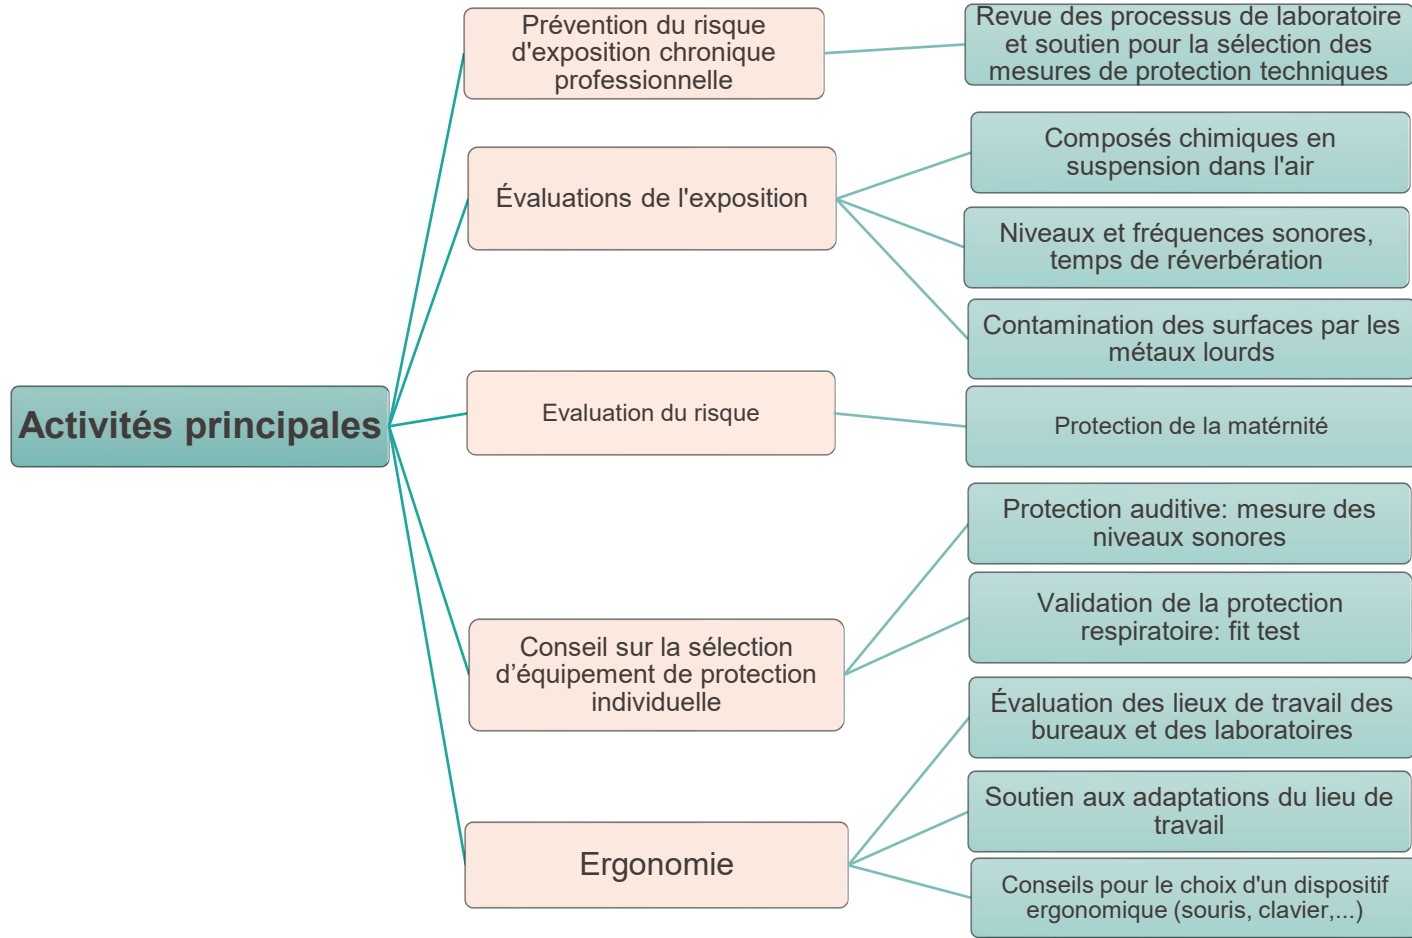 Activités principales
Prévention du risque
d'exposition chronique
professionnelle
Revue des processus de laboratoire
et soutien pour la sélection des
mesures de protection techniques
Évaluations de l'exposition
Composés chimiques en
suspension dans l'air
Niveaux et fréquences sonores,
temps de réverbération
Contamination des surfaces par les
métaux lourds
Evaluation du risque
Protection de la matérnité
Conseil sur la sélection
d’équipement de protection
individuelle
Protection auditive: mesure des
niveaux sonores
Validation de la protection
respiratoire: fit test
Ergonomie
Évaluation des lieux de travail des
bureaux et des laboratoires
Soutien aux adaptations du lieu de
travail
Conseils pour le choix d'un dispositif
ergonomique (souris, clavier,...)